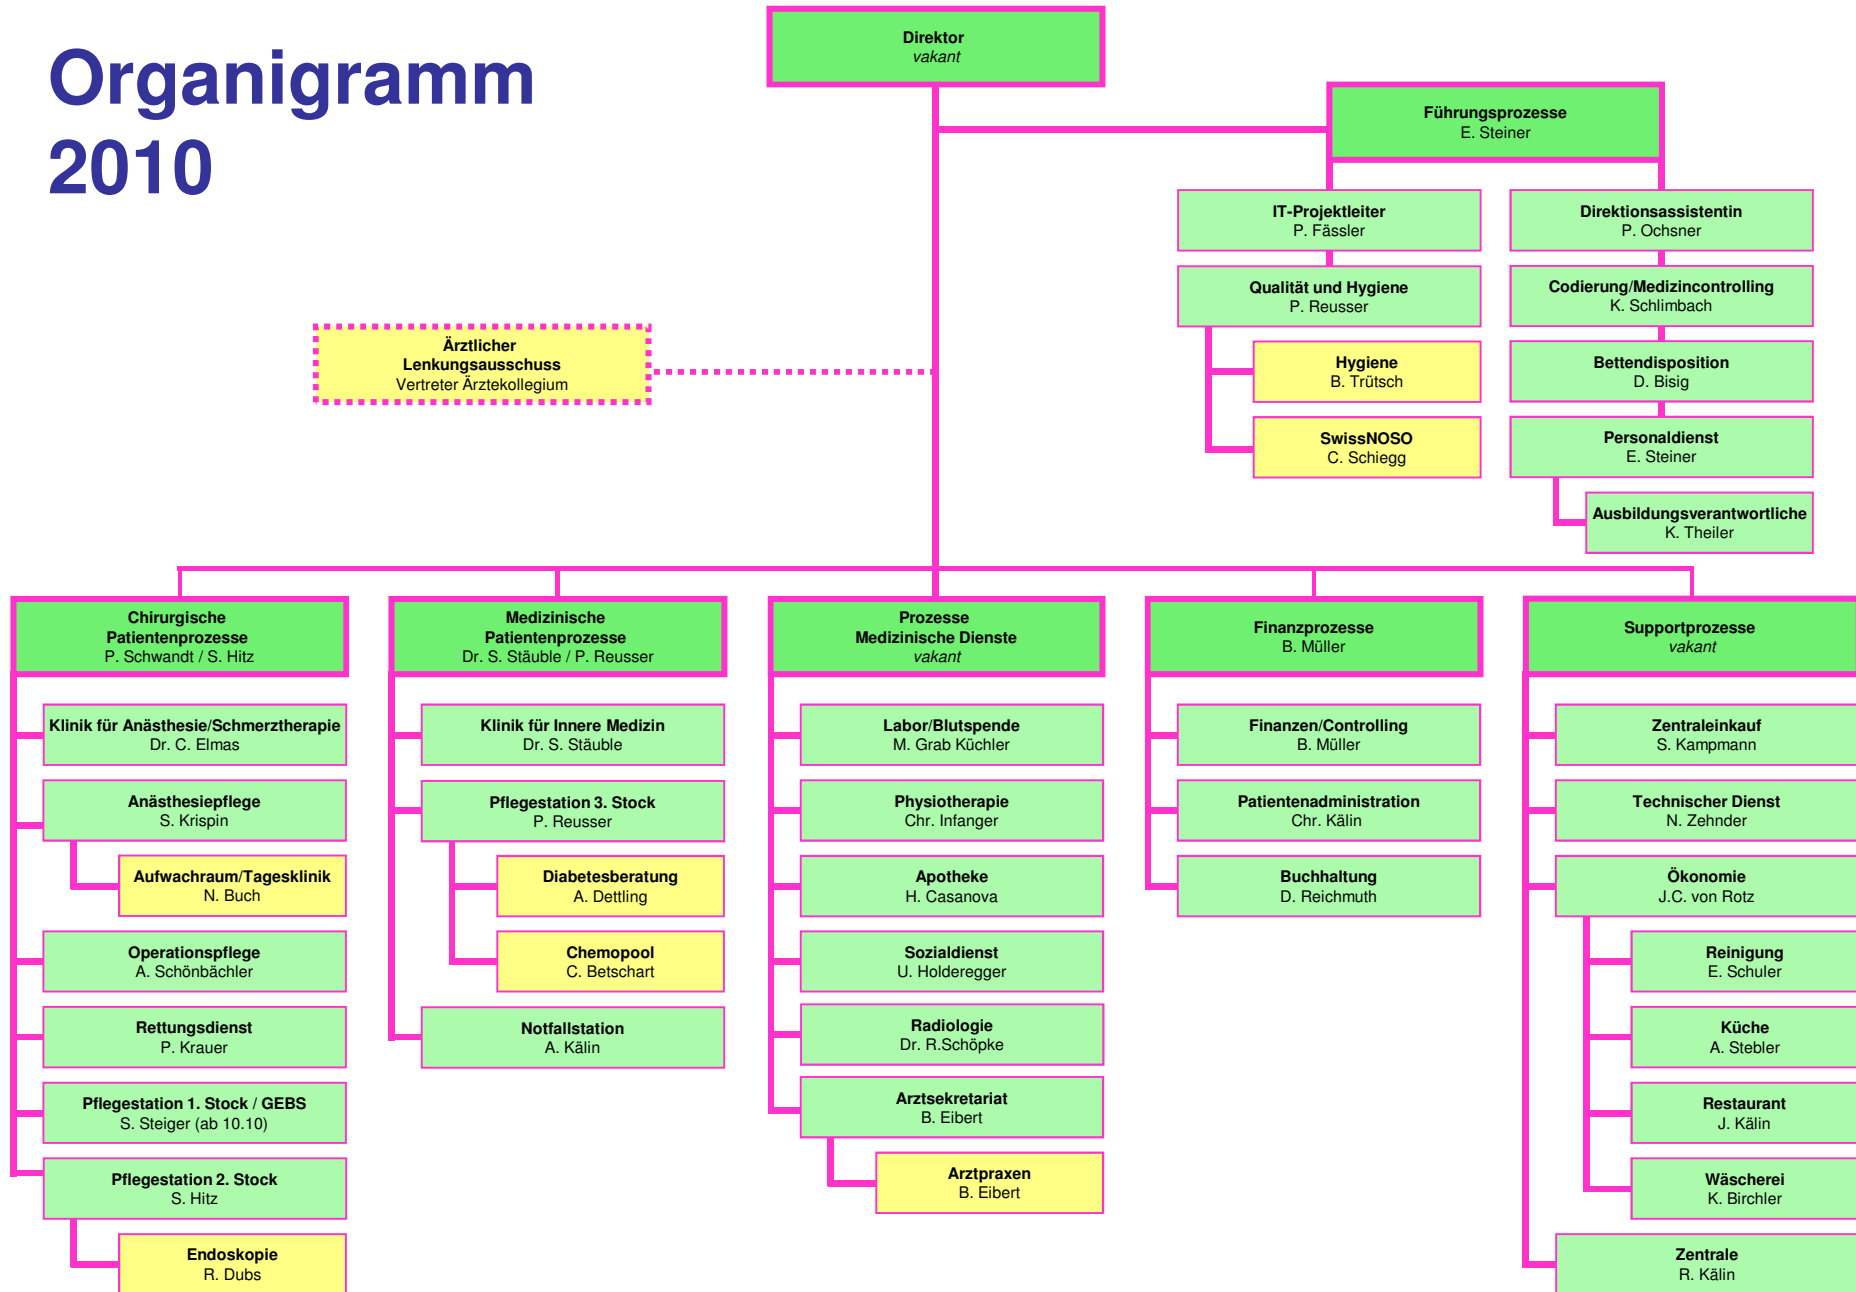 Organigramm
2010
Direktor
vakant
Führungsprozesse
E. Steiner
IT-Projektleiter
P. Fässler
Qualität und Hygiene
P. Reusser
Hygiene
B. Trütsch
SwissNOSO
C. Schiegg
Direktionsassistentin
P. Ochsner
Codierung/Medizincontrolling
K. Schlimbach
Bettendisposition
D. Bisig
Personaldienst
E. Steiner
Ausbildungsverantwortliche
K. Theiler
Ärztlicher
Lenkungsausschuss
Vertreter Ärztekollegium
Chirurgische
Patientenprozesse
P. Schwandt / S. Hitz
Klinik für Anästhesie/Schmerztherapie
Dr. C. Elmas
Anästhesiepflege
S. Krispin
Aufwachraum/Tagesklinik
N. Buch
Operationspflege
A. Schönbächler
Rettungsdienst
P. Krauer
Pflegestation 1. Stock / GEBS
S. Steiger (ab 10.10)
Pflegestation 2. Stock
S. Hitz
Endoskopie
R. Dubs
Medizinische
Patientenprozesse
Dr. S. Stäuble / P. Reusser
Klinik für Innere Medizin
Dr. S. Stäuble
Pflegestation 3. Stock
P. Reusser
Diabetesberatung
A. Dettling
Chemopool
C. Betschart
Notfallstation
A. Kälin
Prozesse
Medizinische Dienste
vakant
Labor/Blutspende
M. Grab Küchler
Physiotherapie
Chr. Infanger
Apotheke
H. Casanova
Sozialdienst
U. Holderegger
Radiologie
Dr. R.Schöpke
Arztsekretariat
B. Eibert
Arztpraxen
B. Eibert
Finanzprozesse
B. Müller
Finanzen/Controlling
B. Müller
Patientenadministration
Chr. Kälin
Buchhaltung
D. Reichmuth
Supportprozesse
vakant
Zentraleinkauf
S. Kampmann
Technischer Dienst
N. Zehnder
Ökonomie
J.C. von Rotz
Reinigung
E. Schuler
Küche
A. Stebler
Restaurant
J. Kälin
Wäscherei
K. Birchler
Zentrale
R. Kälin